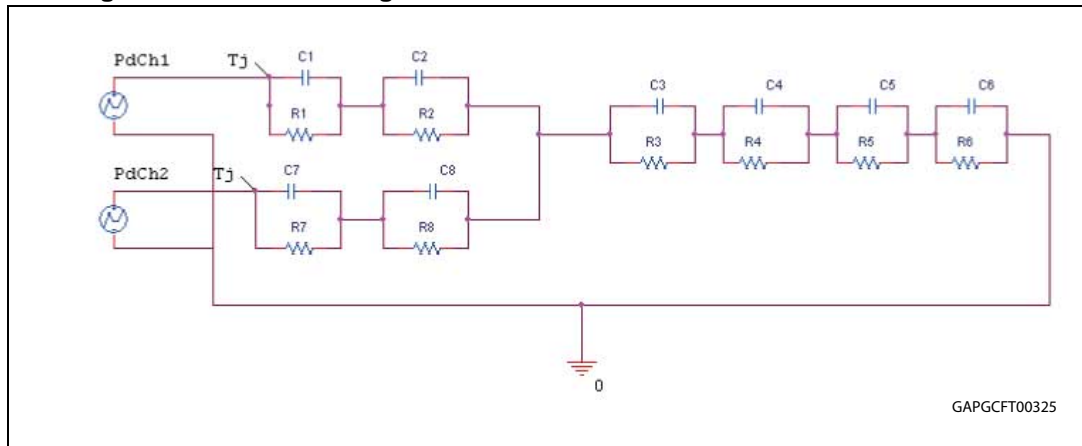 PdCh1
Tj
C1
C2
R1
R2
C3
C4
C5
C6
R3
R4
R5
R6
PdCh2
Tj
C7
C8
R7
R8
0
GAPGCFT00325